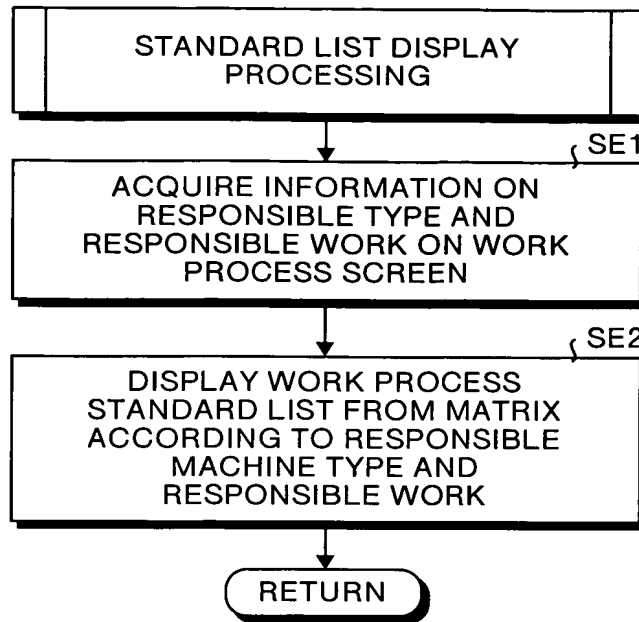 STANDARD LIST DISPLAY
PROCESSING
SE1
ACQUIRE INFORMATION ON
RESPONSIBLE TYPE AND
RESPONSIBLE WORK ON WORK
PROCESS SCREEN
SE2
DISPLAY WORK PROCESS
STANDARD LIST FROM MATRIX
ACCORDING TO RESPONSIBLE
MACHINE TYPE AND
RESPONSIBLE WORK
RETURN